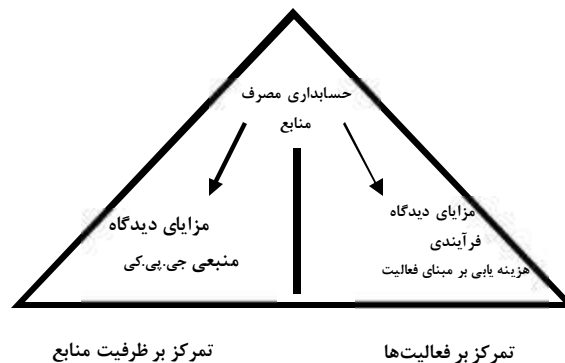 حسابداری مصرف
منابع
مزایای دیدگاه
فرآیندی
هزینه یابی بر مبنای فعالیت
مزایای دیدگاه
منبعی جی.پی.کی
تمرکز بر فعالیت‌ها
تمرکز بر ظرفیت منابع